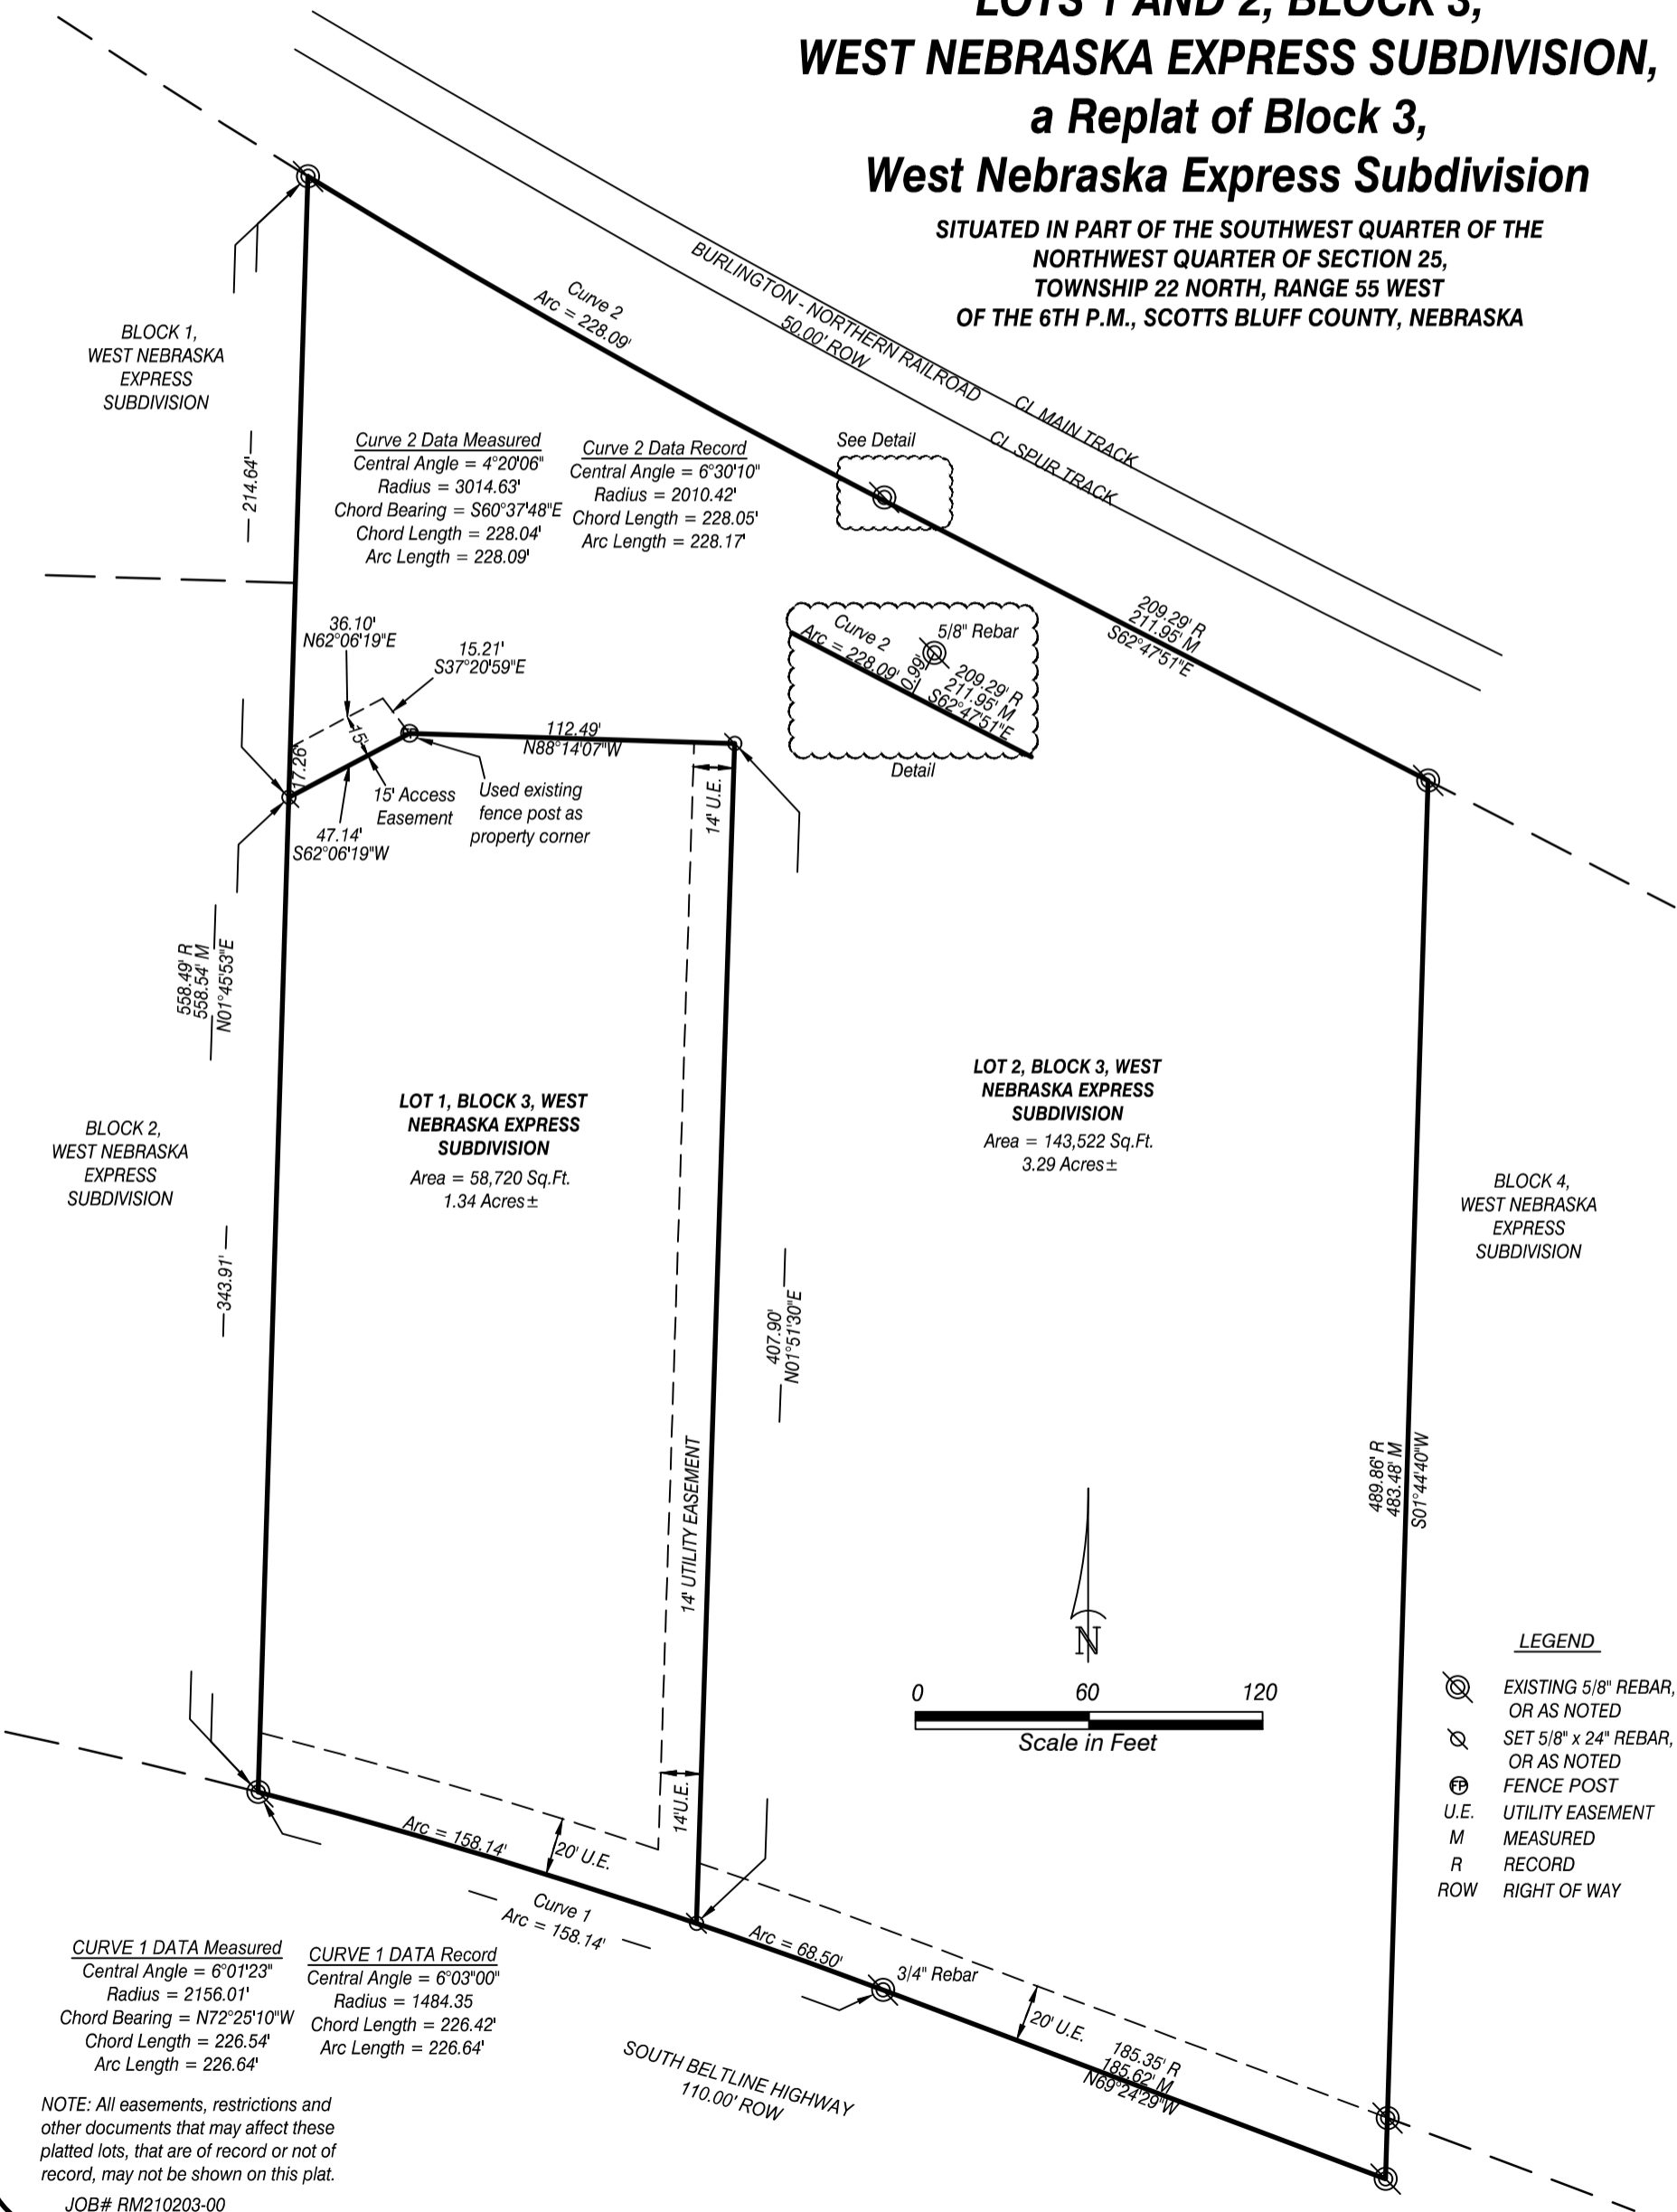 LOTS 1 AND 2, BLOCK 3,
WEST NEBRASKA EXPRESS SUBDIVISION,
a Replat of Block 3,
West Nebraska Express Subdivision
SITUATED IN PART OF THE SOUTHWEST QUARTER OF THE
NORTHWEST QUARTER OF SECTION 25,
TOWNSHIP 22 NORTH, RANGE 55 WEST
OF THE 6TH P.M., SCOTTS BLUFF COUNTY, NEBRASKA
BURLINGTON - NORTHERN RAILROAD
50.00' ROW
CL MAIN TRACK
CL SPUR TRACK
Curve 2
Arc = 228.09'
BLOCK 1,
WEST NEBRASKA
EXPRESS
SUBDIVISION
214.64'
Curve 2 Data Measured
Central Angle = 4°20'06"
Radius = 3014.63'
Chord Bearing = S60°37'48"E
Chord Length = 228.04'
Arc Length = 228.09'
Curve 2 Data Record
Central Angle = 6°30'10"
Radius = 2010.42'
Chord Length = 228.05'
Arc Length = 228.17'
See Detail
209.29' R
211.95' M
S62°47'51"E
Curve 2
Arc = 228.09'
5/8" Rebar
0.99'
209.29' R
211.95' M
S62°47'51"E
Detail
36.10'
N62°06'19"E
15.21'
S37°20'59"E
15'
17.26'
FP
112.49'
N88°14'07"W
15' Access
Easement
Used existing
fence post as
property corner
47.14'
S62°06'19"W
14' U.E.
558.49' R
558.54' M
N01°45'53"E
LOT 1, BLOCK 3, WEST
NEBRASKA EXPRESS
SUBDIVISION
Area = 58,720 Sq.Ft.
1.34 Acres±
LOT 2, BLOCK 3, WEST
NEBRASKA EXPRESS
SUBDIVISION
Area = 143,522 Sq.Ft.
3.29 Acres±
BLOCK 2,
WEST NEBRASKA
EXPRESS
SUBDIVISION
BLOCK 4,
WEST NEBRASKA
EXPRESS
SUBDIVISION
343.91'
407.90'
N01°51'30"E
14' UTILITY EASEMENT
489.86' R
483.48' M
S01°44'40"W
N
0 60 120
Scale in Feet
LEGEND
EXISTING 5/8" REBAR,
OR AS NOTED
SET 5/8" x 24" REBAR,
OR AS NOTED
FP FENCE POST
U.E. UTILITY EASEMENT
M MEASURED
R RECORD
ROW RIGHT OF WAY
14'U.E.
Arc = 158.14'
20' U.E.
Curve 1
Arc = 158.14'
Arc = 68.50'
3/4" Rebar
20' U.E.
185.35' R
185.62' M
N69°24'29"W
SOUTH BELTLINE HIGHWAY
110.00' ROW
CURVE 1 DATA Measured
Central Angle = 6°01'23"
Radius = 2156.01'
Chord Bearing = N72°25'10"W
Chord Length = 226.54'
Arc Length = 226.64'
CURVE 1 DATA Record
Central Angle = 6°03"00"
Radius = 1484.35
Chord Length = 226.42'
Arc Length = 226.64'
NOTE: All easements, restrictions and
other documents that may affect these
platted lots, that are of record or not of
record, may not be shown on this plat.
JOB# RM210203-00